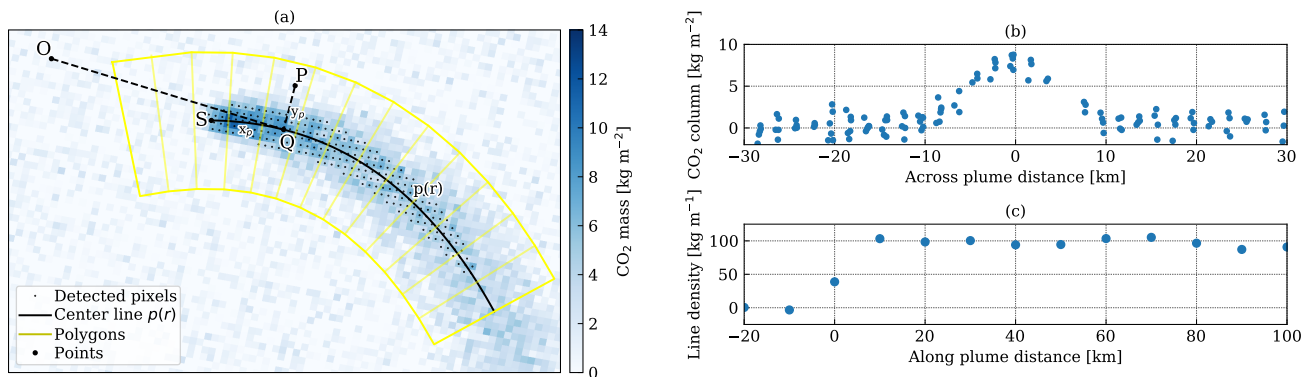 (a)
O
P
S
y_p
x_p
Q
p(r)
Detected pixels
Center line p(r)
Polygons
Points
14
12
10
8
6
4
2
0
CO₂ mass [kg m⁻²]
(b)
CO₂ column [kg m⁻²]
10
5
0
−30 −20 −10 0 10 20 30
Across plume distance [km]
(c)
Line density [kg m⁻¹]
100
50
0
−20 0 20 40 60 80 100
Along plume distance [km]